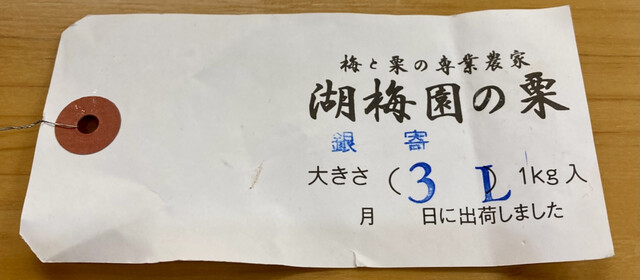 梅と栗の専業農家
湖梅園の栗
銀寄
大きさ(3L)1kg入
月 日に出荷しました